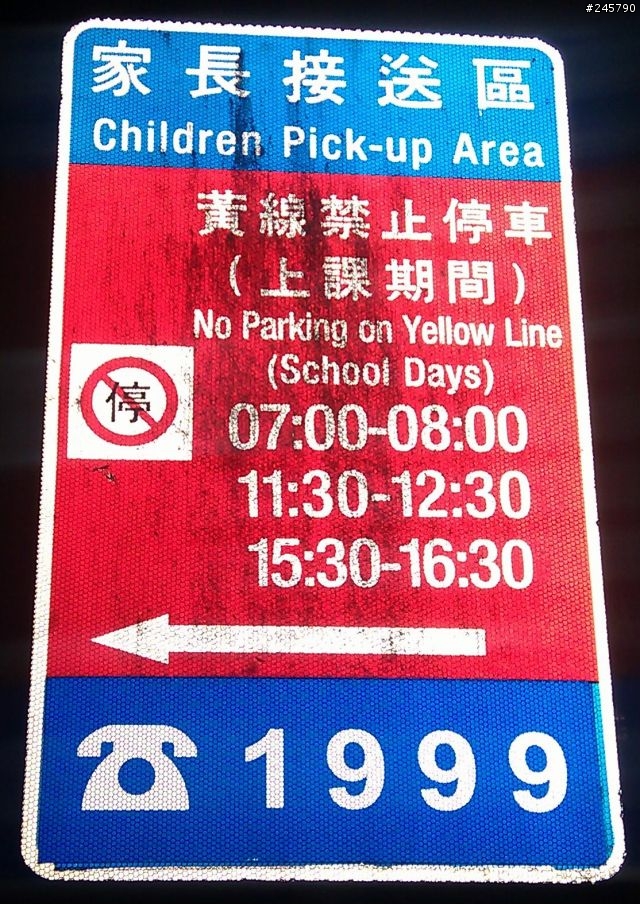 #245790
家長接送區
Children Pick-up Area
黃線禁止停車
(上課期間)
No Parking on Yellow Line
(School Days)
停
07:00-08:00
11:30-12:30
15:30-16:30
1999